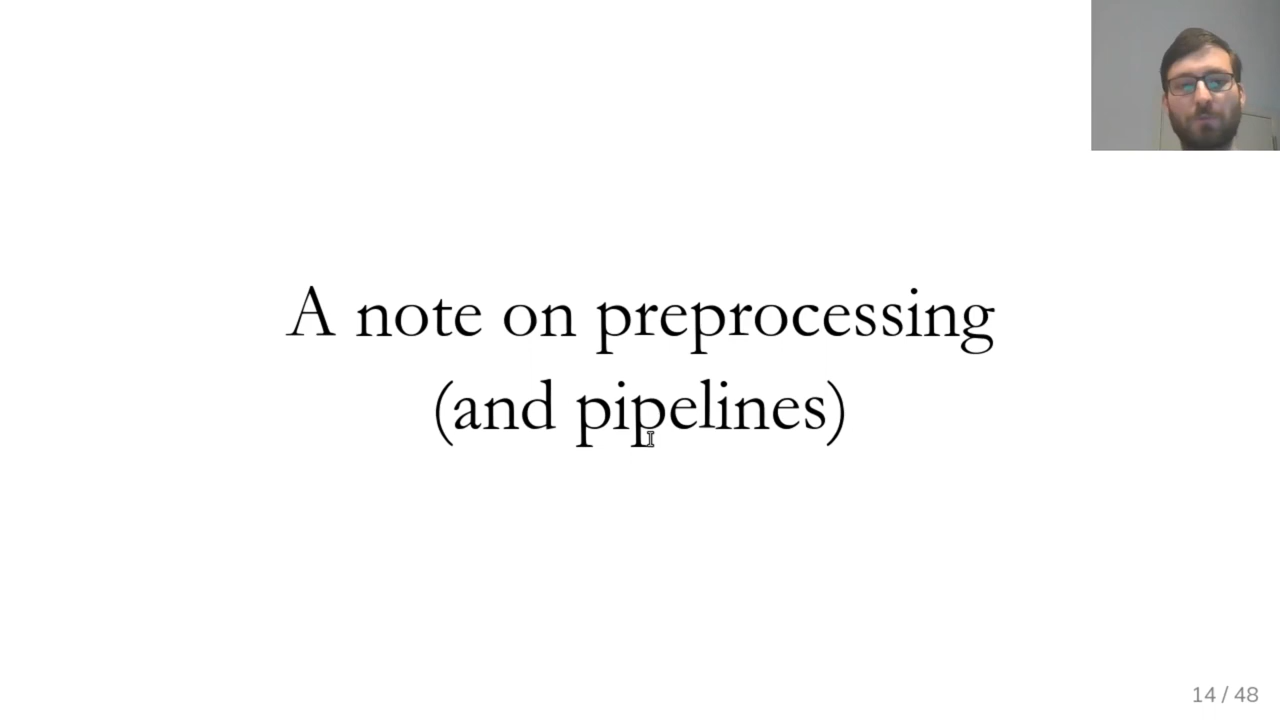 A note on preprocessing
(and pipelines)
14 / 48